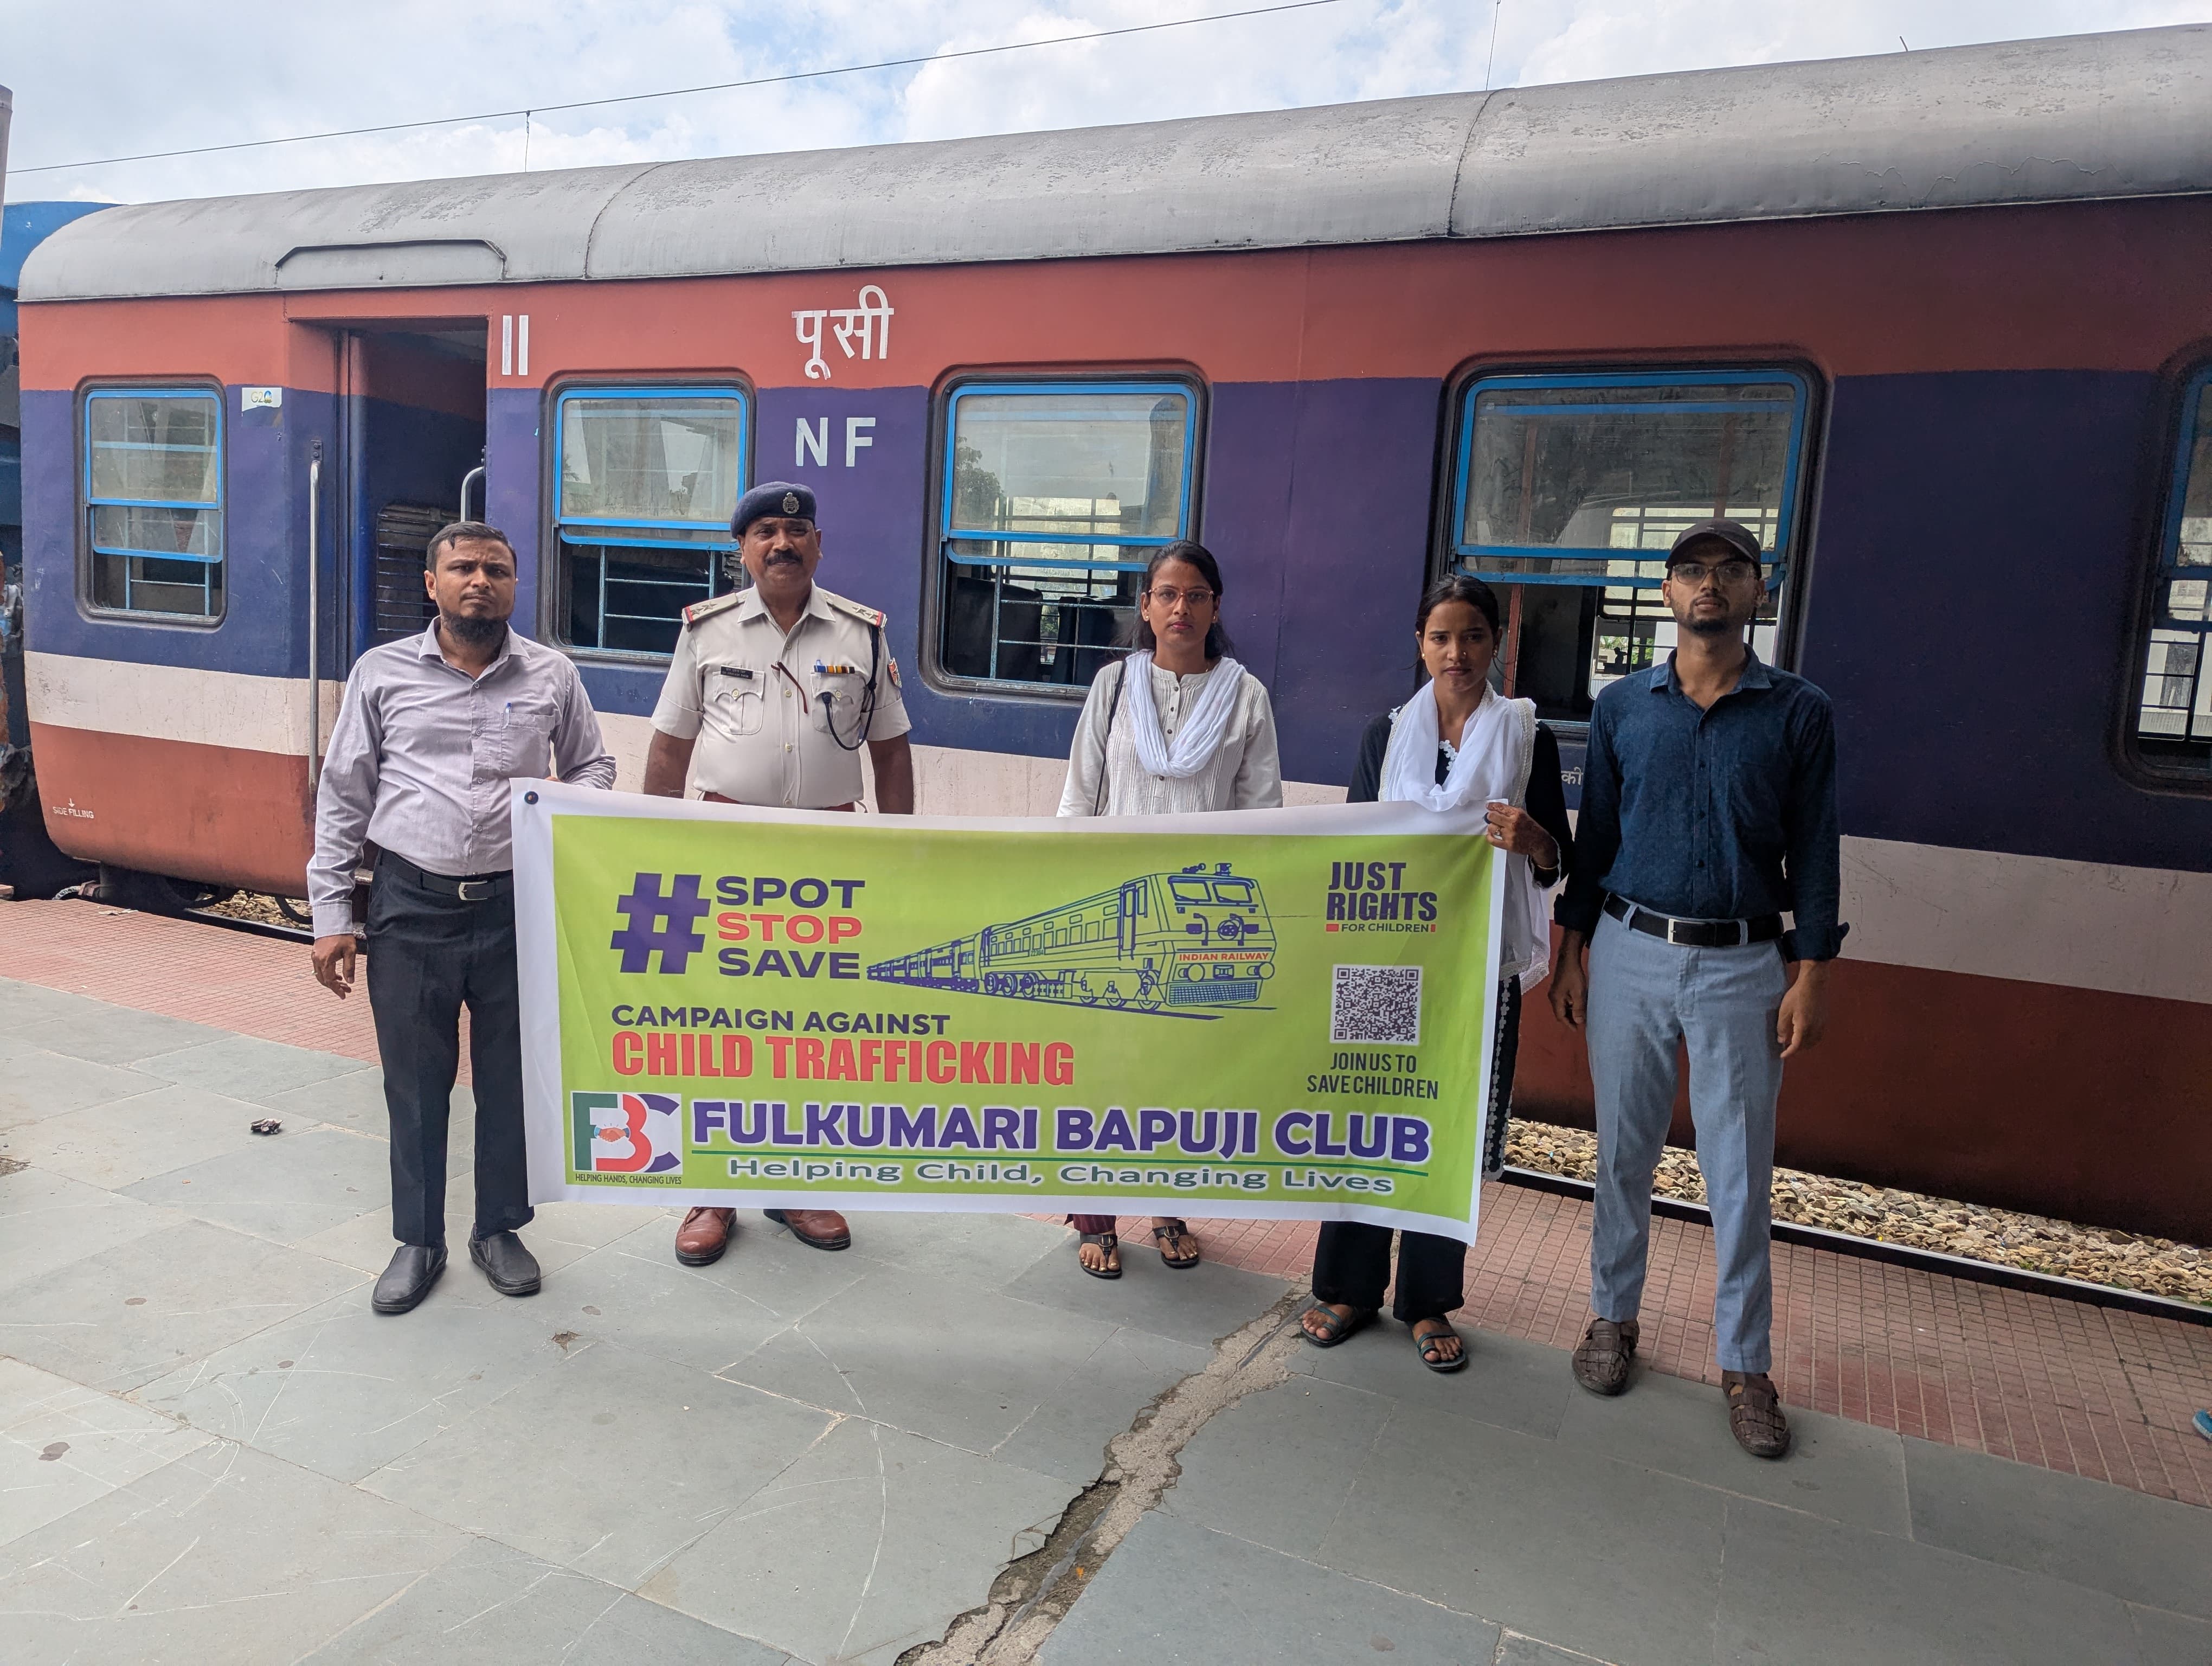 II
पू सी
N F
G20
SIDE FILLING
को
# SPOT
STOP
SAVE
CAMPAIGN AGAINST
CHILD TRAFFICKING
INDIAN RAILWAY
JUST
RIGHTS
FOR CHILDREN
JOIN US TO
SAVE CHILDREN
FBC
HELPING HANDS, CHANGING LIVES
FULKUMARI BAPUJI CLUB
Helping Child, Changing Lives